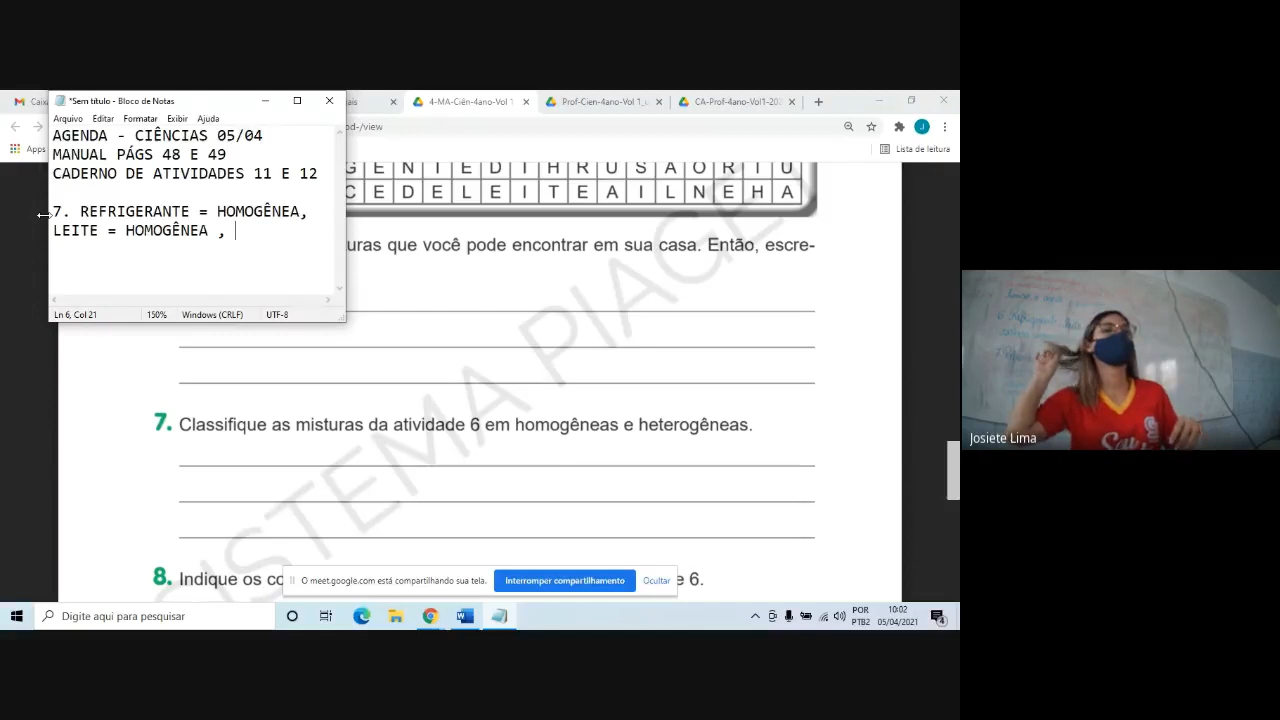 *Sem título - Bloco de Notas
Arquivo Editar Formatar Exibir Ajuda
AGENDA - CIÊNCIAS 05/04
MANUAL PÁGS 48 E 49
CADERNO DE ATIVIDADES 11 E 12
7. REFRIGERANTE = HOMOGÊNEA,
LEITE = HOMOGÊNEA ,
Ln 6, Col 21 150% Windows (CRLF) UTF-8
4-MA-Ciên-4ano-Vol 1 Prof-Cien-4ano-Vol 1 CA-Prof-4ano-Vol1-202
od-/view
Apps
Lista de leitura
G E N T E D T H R U S A O R T U
C E D E L E I T E A I L N E H A
uras que você pode encontrar em sua casa. Então, escre-
7. Classifique as misturas da atividade 6 em homogêneas e heterogêneas.
8. Indique os co e 6.
SISTEMA PIAGE
O meet.google.com está compartilhando sua tela. Interromper compartilhamento Ocultar
Digite aqui para pesquisar
POR
PTB2
10:02
05/04/2021
4
Josiete Lima